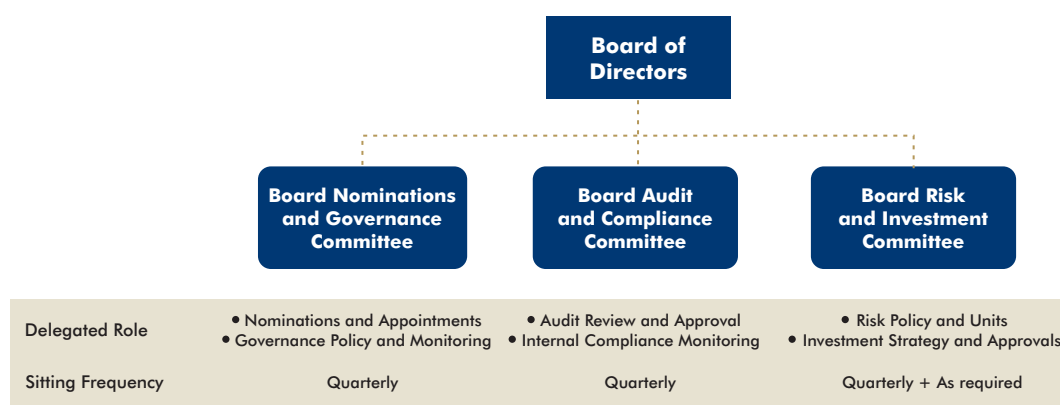 Board of
Directors
Board Nominations
and Governance
Committee
Board Audit
and Compliance
Committee
Board Risk
and Investment
Committee
Delegated Role
• Nominations and Appointments
• Governance Policy and Monitoring
• Audit Review and Approval
• Internal Compliance Monitoring
• Risk Policy and Units
• Investment Strategy and Approvals
Sitting Frequency
Quarterly
Quarterly
Quarterly + As required